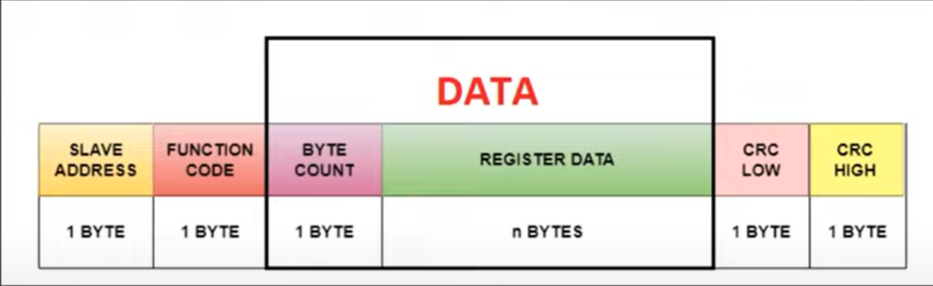 DATA
SLAVE ADDRESS
FUNCTION CODE
BYTE COUNT
REGISTER DATA
CRC LOW
CRC HIGH
1 BYTE
1 BYTE
1 BYTE
n BYTES
1 BYTE
1 BYTE